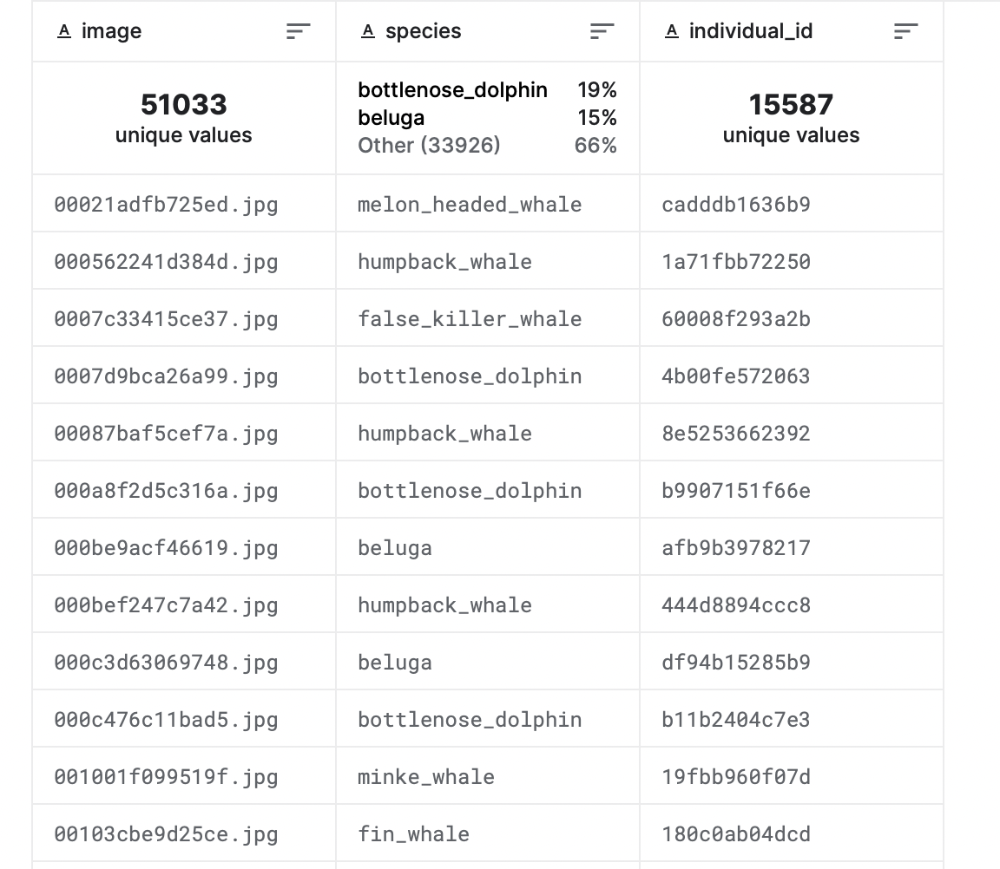 A image A species A individual_id
51033 unique values bottlenose_dolphin 19% 15587 unique values
beluga 15%
Other (33926) 66%
00021adfb725ed.jpg melon_headed_whale cadddb1636b9
000562241d384d.jpg humpback_whale 1a71fbb72250
0007c33415ce37.jpg false_killer_whale 60008f293a2b
0007d9bca26a99.jpg bottlenose_dolphin 4b00fe572063
00087baf5cef7a.jpg humpback_whale 8e5253662392
000a8f2d5c316a.jpg bottlenose_dolphin b9907151f66e
000be9acf46619.jpg beluga afb9b3978217
000bef247c7a42.jpg humpback_whale 444d8894ccc8
000c3d63069748.jpg beluga df94b15285b9
000c476c11bad5.jpg bottlenose_dolphin b11b2404c7e3
001001f099519f.jpg minke_whale 19fbb960f07d
00103cbe9d25ce.jpg fin_whale 180c0ab04dcd